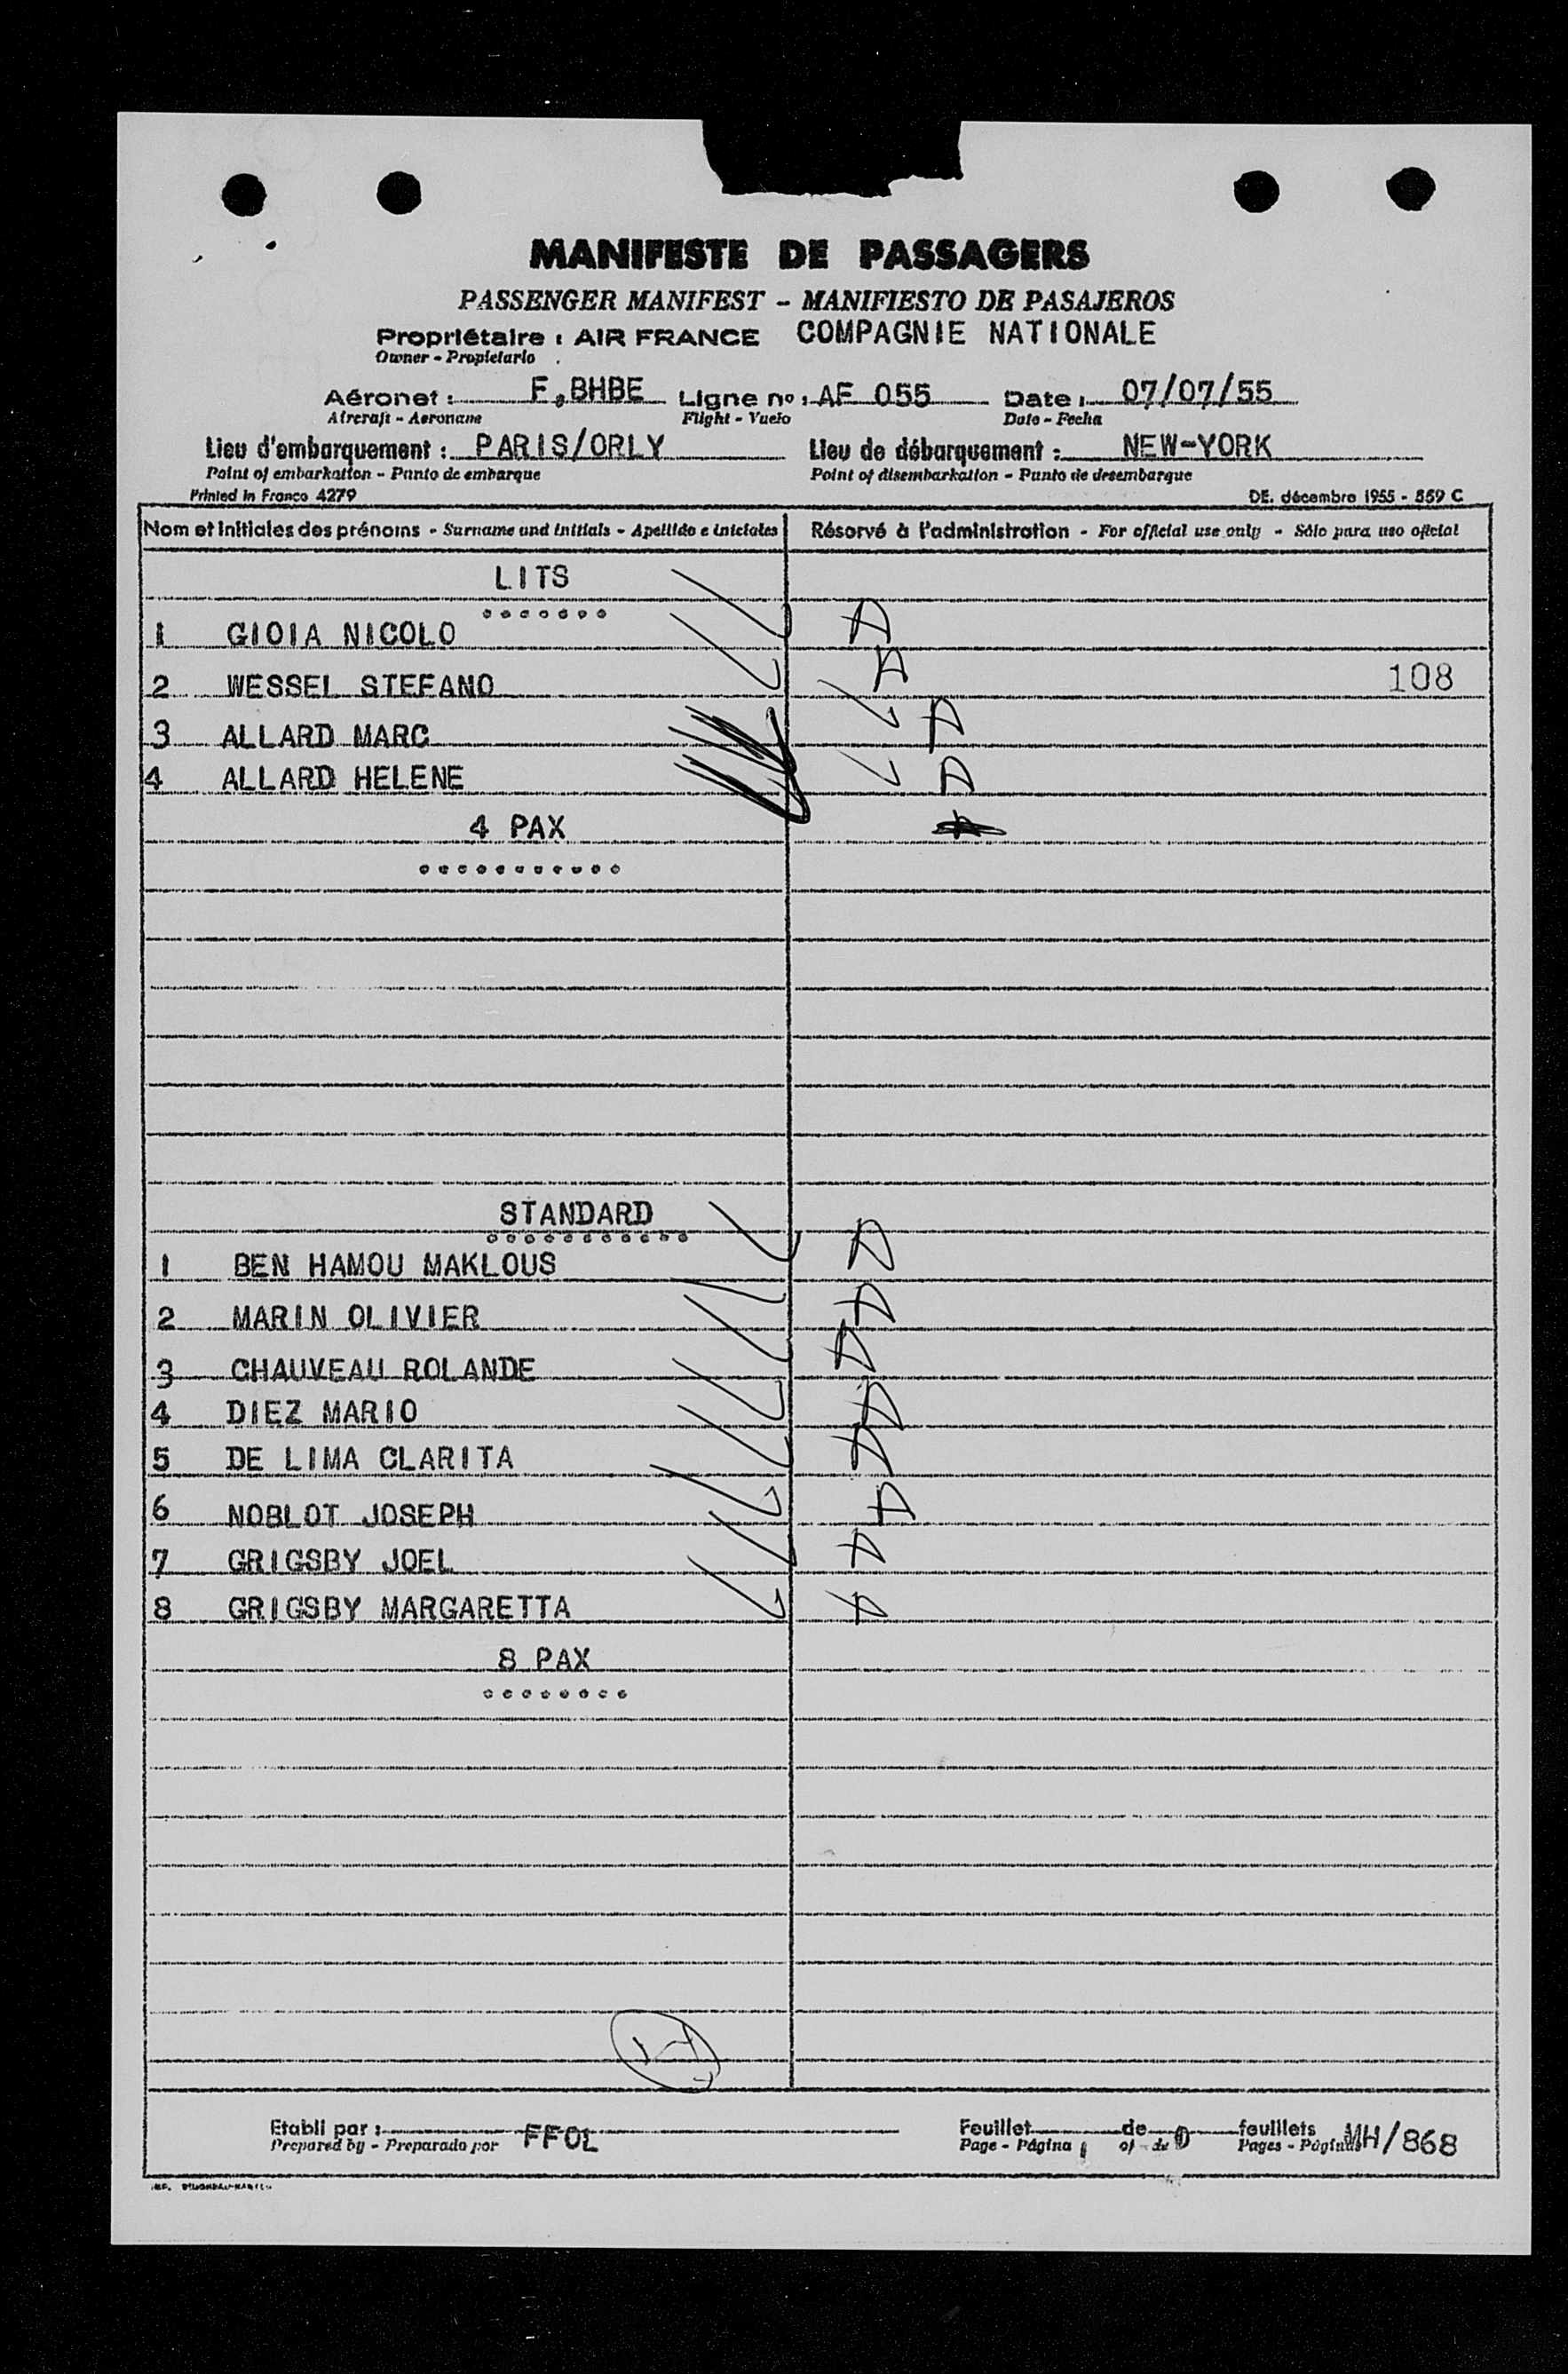 MANIFESTE DE PASSAGERS
PASSENGER MANIFEST - MANIFIESTO DE PASAJEROS
Propriétaire : AIR FRANCE COMPAGNIE NATIONALE
Owner - Propietario
Aéronef : F.BHBE Ligne no : AF 055 Date : 07/07/55
Aircraft - Aeronane Flight - Vuelo Date - Fecha
Lieu d'embarquement : PARIS/ORLY Lieu de débarquement : NEW-YORK
Point of embarkation - Punto de embarque Point of disembarkation - Punto de desembarque
Printed in France 4279 DE. décembre 1955 - 559 C
Nom et initiales des prénoms - Surname and initials - Apellido e iniciales Réservé à l'administration - For official use only - Sólo para uso oficial
LITS
1 GIOIA NICOLO A
2 WESSEL STEFANO A 108
3 ALLARD MARC A
4 ALLARD HELENE A
4 PAX
STANDARD
1 BEN HAMOU MAKLOUS A
2 MARIN OLIVIER A
3 CHAUVEAU ROLANDE A
4 DIEZ MARIO A
5 DE LIMA CLARITA A
6 NOBLOT JOSEPH A
7 GRIGSBY JOEL A
8 GRIGSBY MARGARETTA A
8 PAX
Etabli par : FFOL Feuillet de feuillets MH/868
Prepared by - Preparado por Page - Página 1 of - de Pages - Páginas